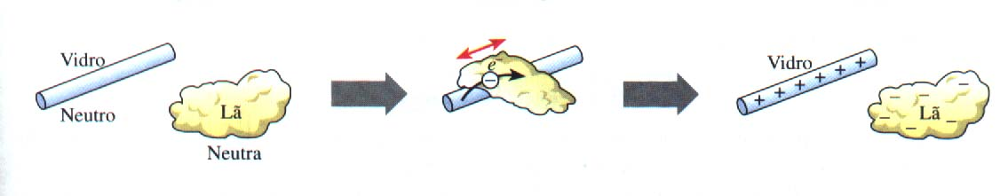 Vidro
Neutro
Lã
Neutra
e
−
Vidro
+ + + + + +
Lã
− − − − − −